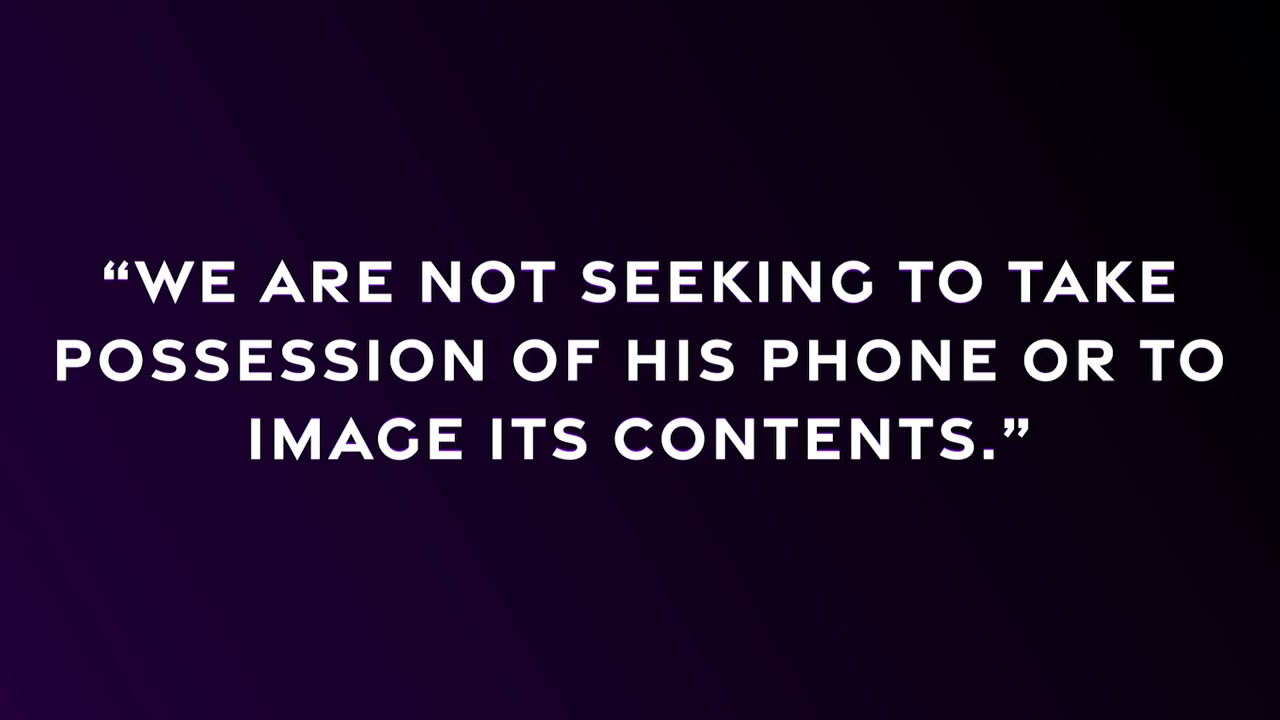 “WE ARE NOT SEEKING TO TAKE
POSSESSION OF HIS PHONE OR TO
IMAGE ITS CONTENTS.”